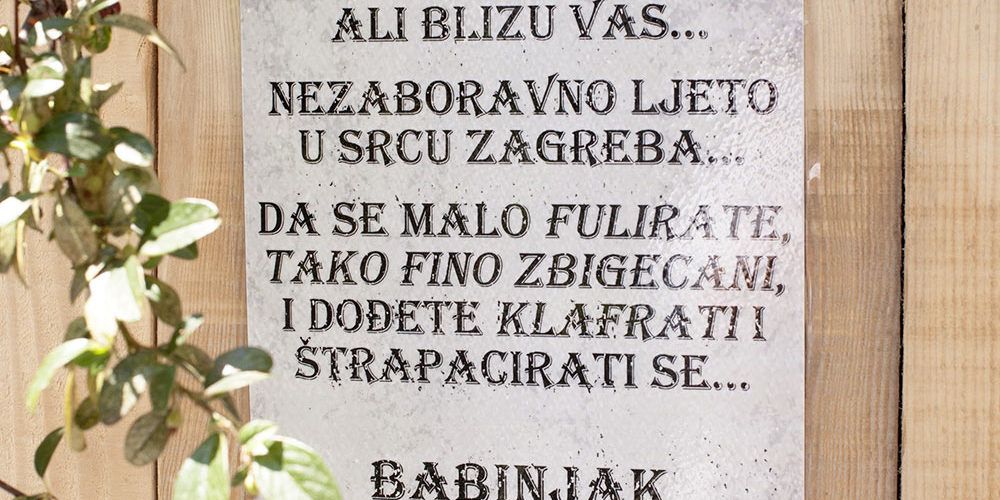 ALI BLIZU VAS...
NEZABORAVNO LJETO
U SRCU ZAGREBA...
DA SE MALO FULIRATE,
TAKO FINO ZBIGECANI,
I DOĐETE KLAFRATI I
ŠTRAPACIRATI SE...
BABINJAK